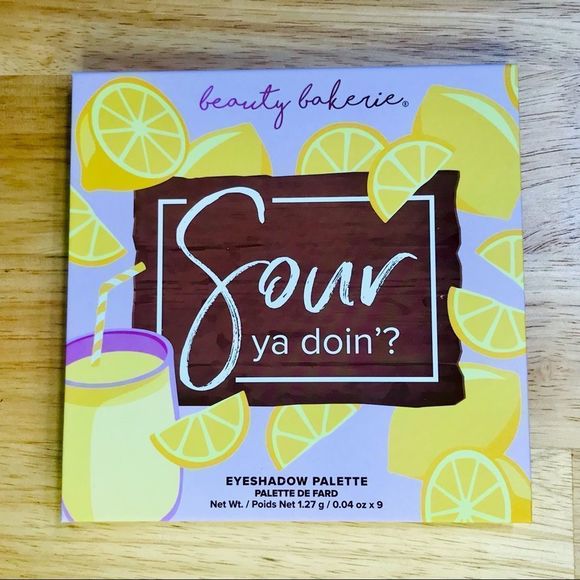 beauty bakerie®
Sour
ya doin'?
EYESHADOW PALETTE
PALETTE DE FARD
Net Wt. / Poids Net 1.27 g / 0.04 oz x 9